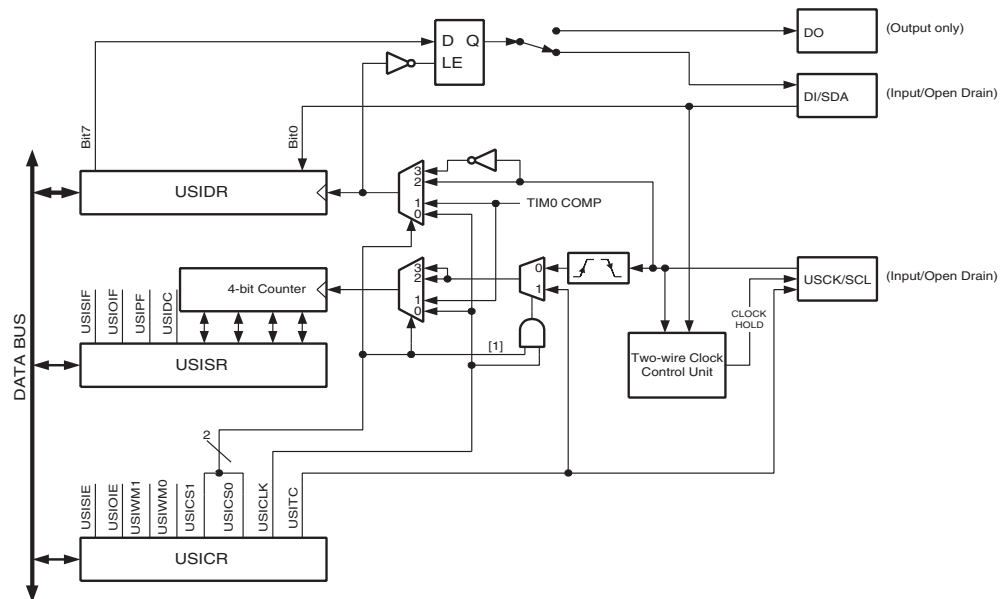 D Q
LE
DO
(Output only)
DI/SDA
(Input/Open Drain)
Bit7
Bit0
USIDR
3
2
1
0
TIM0 COMP
3
2
1
0
0
1
USCK/SCL
(Input/Open Drain)
CLOCK
HOLD
4-bit Counter
USISIF
USIOIF
USIPF
USIDC
USISR
[1]
Two-wire Clock
Control Unit
DATA BUS
2
USISIE
USIOIE
USIWM1
USIWM0
USICS1
USICS0
USICLK
USITC
USICR